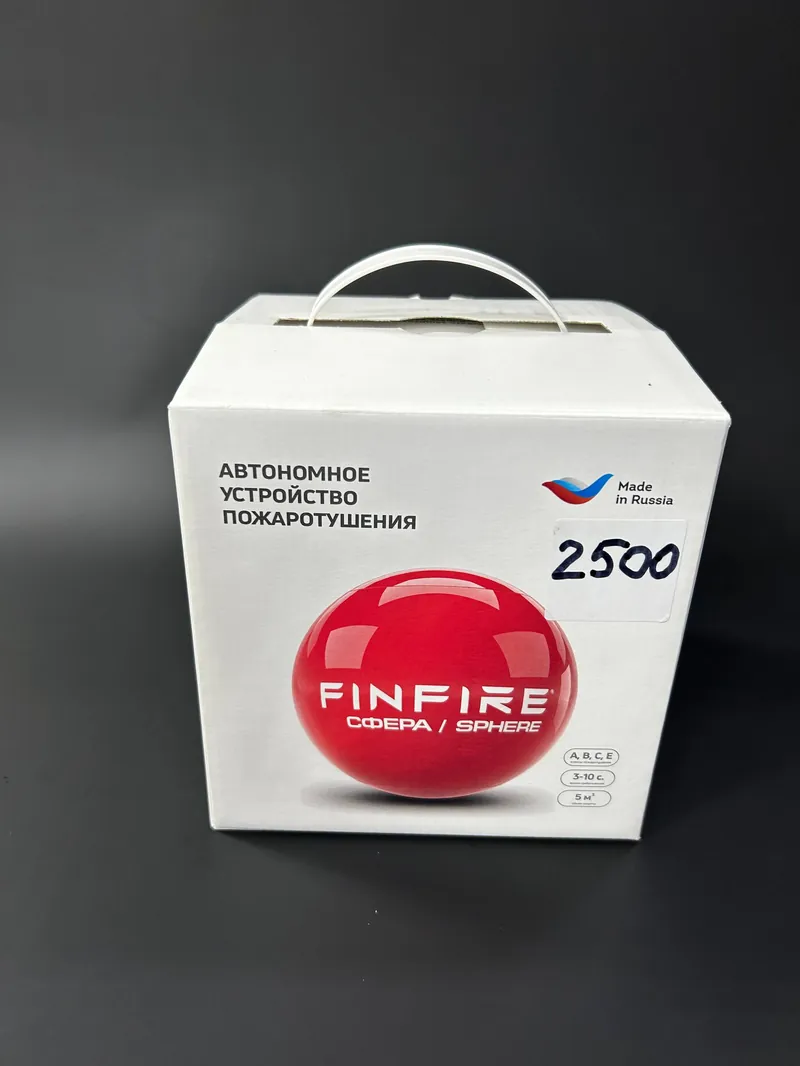 АВТОНОМНОЕ
УСТРОЙСТВО
ПОЖАРОТУШЕНИЯ
Made
in Russia
2500
FINFIRE
СФЕРА / SPHERE
A, B, C, E
3-10 с.
5 м³